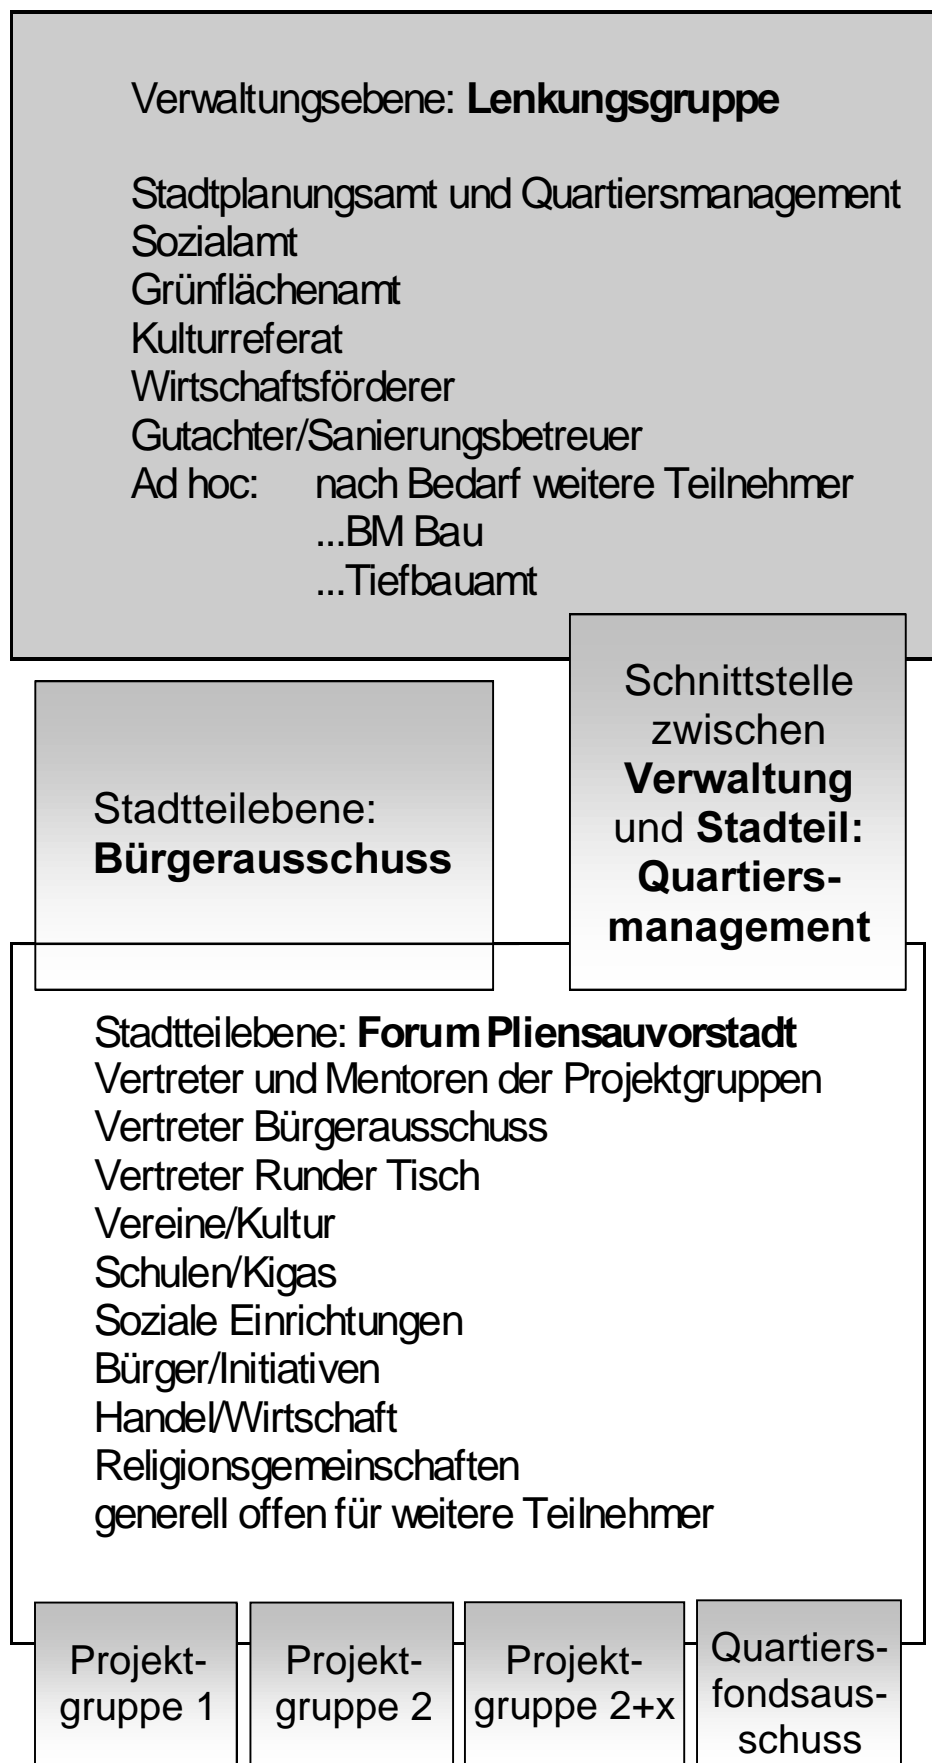 Verwaltungsebene: Lenkungsgruppe
Stadtplanungsamt und Quartiersmanagement
Sozialamt
Grünflächenamt
Kulturreferat
Wirtschaftsförderer
Gutachter/Sanierungsbetreuer
Ad hoc: nach Bedarf weitere Teilnehmer
...BM Bau
...Tiefbauamt
Schnittstelle
zwischen
Verwaltung
und Stadteil:
Quartiers-
management
Stadtteilebene:
Bürgerausschuss
Stadtteilebene: Forum Pliensauvorstadt
Vertreter und Mentoren der Projektgruppen
Vertreter Bürgerausschuss
Vertreter Runder Tisch
Vereine/Kultur
Schulen/Kigas
Soziale Einrichtungen
Bürger/Initiativen
Handel/Wirtschaft
Religionsgemeinschaften
generell offen für weitere Teilnehmer
Projekt-
gruppe 1
Projekt-
gruppe 2
Projekt-
gruppe 2+x
Quartiers-
fondsaus-
schuss